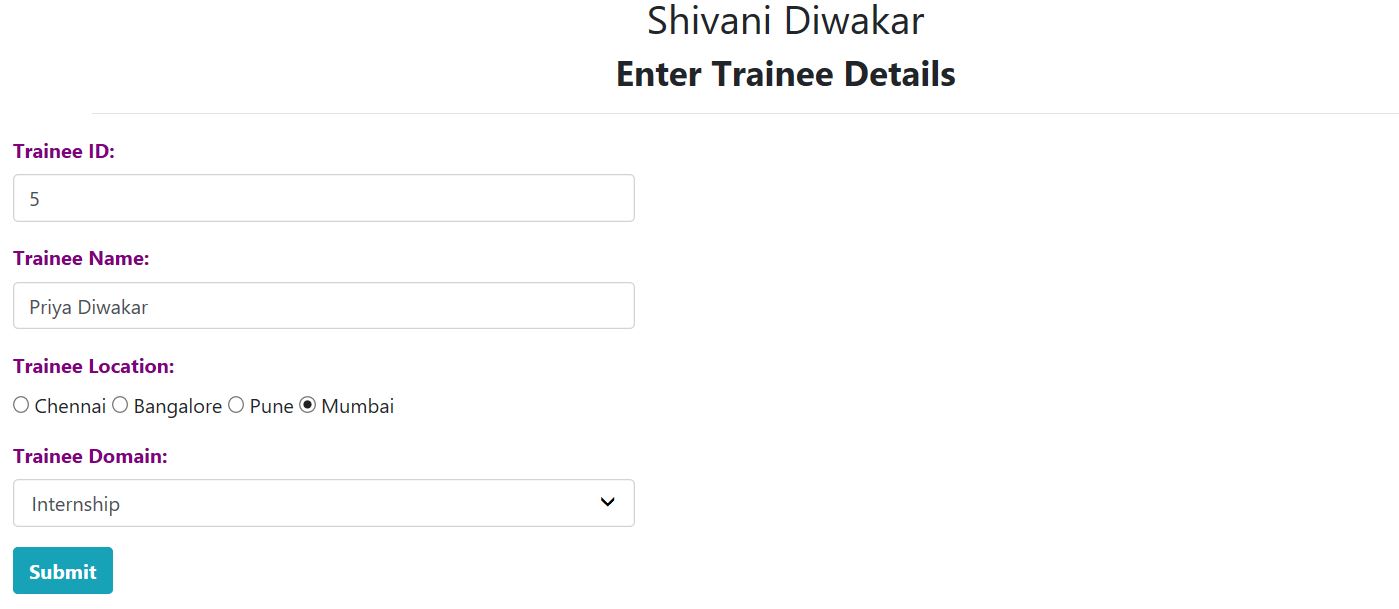 Shivani Diwakar
Enter Trainee Details
Trainee ID:
5
Trainee Name:
Priya Diwakar
Trainee Location:
Chennai Bangalore Pune Mumbai
Trainee Domain:
Internship
Submit